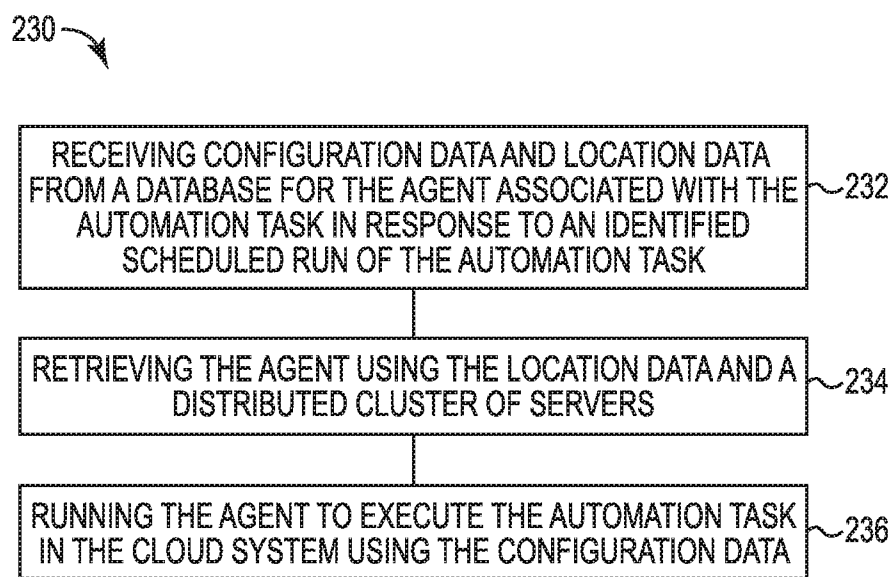 230
RECEIVING CONFIGURATION DATA AND LOCATION DATA
FROM A DATABASE FOR THE AGENT ASSOCIATED WITH THE
AUTOMATION TASK IN RESPONSE TO AN IDENTIFIED
SCHEDULED RUN OF THE AUTOMATION TASK
232
RETRIEVING THE AGENT USING THE LOCATION DATA AND A
DISTRIBUTED CLUSTER OF SERVERS
234
RUNNING THE AGENT TO EXECUTE THE AUTOMATION TASK
IN THE CLOUD SYSTEM USING THE CONFIGURATION DATA
236